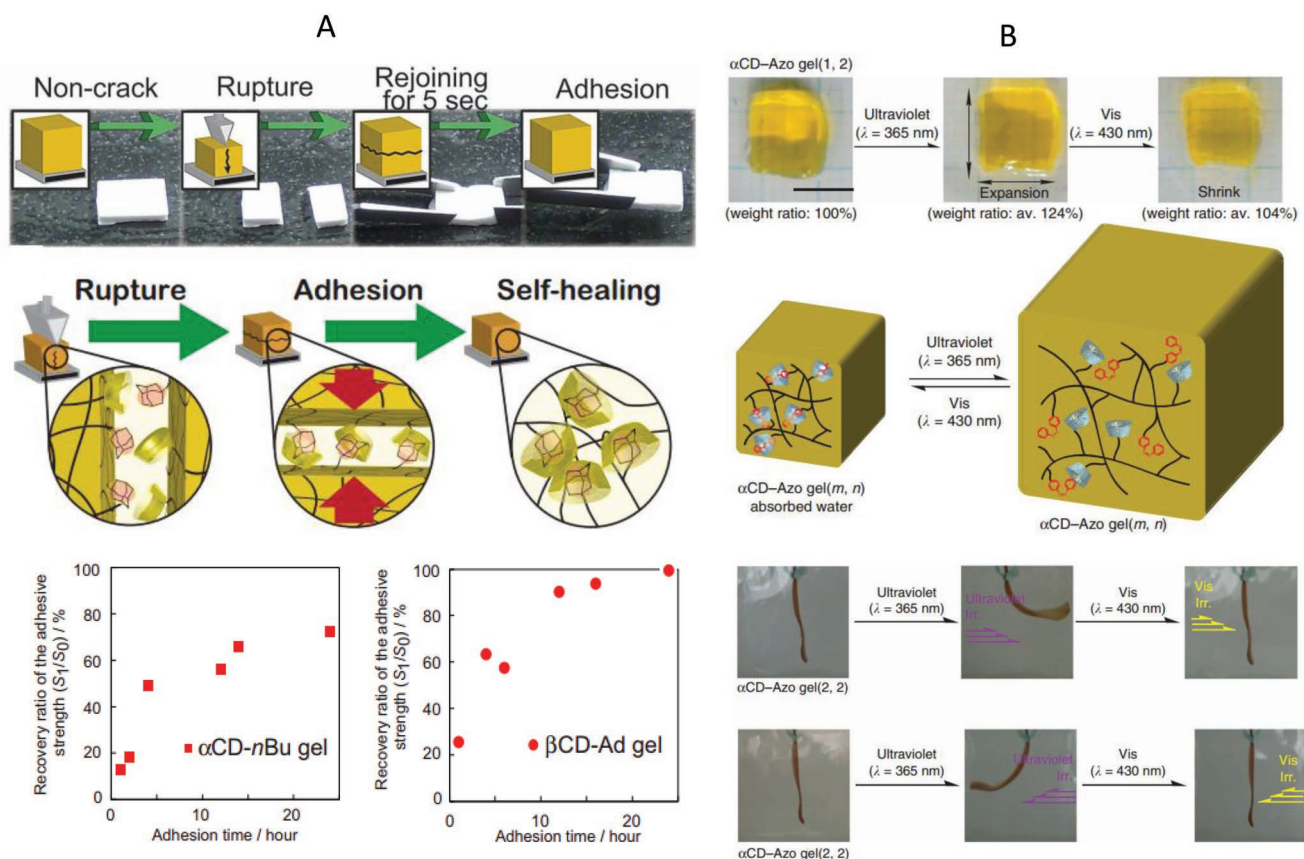 A
Non-crack
Rupture
Rejoining
for 5 sec
Adhesion
Rupture
Adhesion
Self-healing
Recovery ratio of the adhesive
strength (S₁/S₀) / %
100
80
60
40
20
0
αCD-nBu gel
0
10
20
Adhesion time / hour
Recovery ratio of the adhesive
strength (S₁/S₀) / %
100
80
60
40
20
0
βCD-Ad gel
0
10
20
Adhesion time / hour
B
αCD–Azo gel(1, 2)
Ultraviolet
(λ = 365 nm)
Vis
(λ = 430 nm)
Expansion
Shrink
(weight ratio: 100%)
(weight ratio: av. 124%)
(weight ratio: av. 104%)
Ultraviolet
(λ = 365 nm)
Vis
(λ = 430 nm)
αCD–Azo gel(m, n)
absorbed water
αCD–Azo gel(m, n)
Ultraviolet
(λ = 365 nm)
Ultraviolet
Irr.
Vis
(λ = 430 nm)
Vis
Irr.
αCD–Azo gel(2, 2)
Ultraviolet
(λ = 365 nm)
Ultraviolet
Irr.
Vis
(λ = 430 nm)
Vis
Irr.
αCD–Azo gel(2, 2)